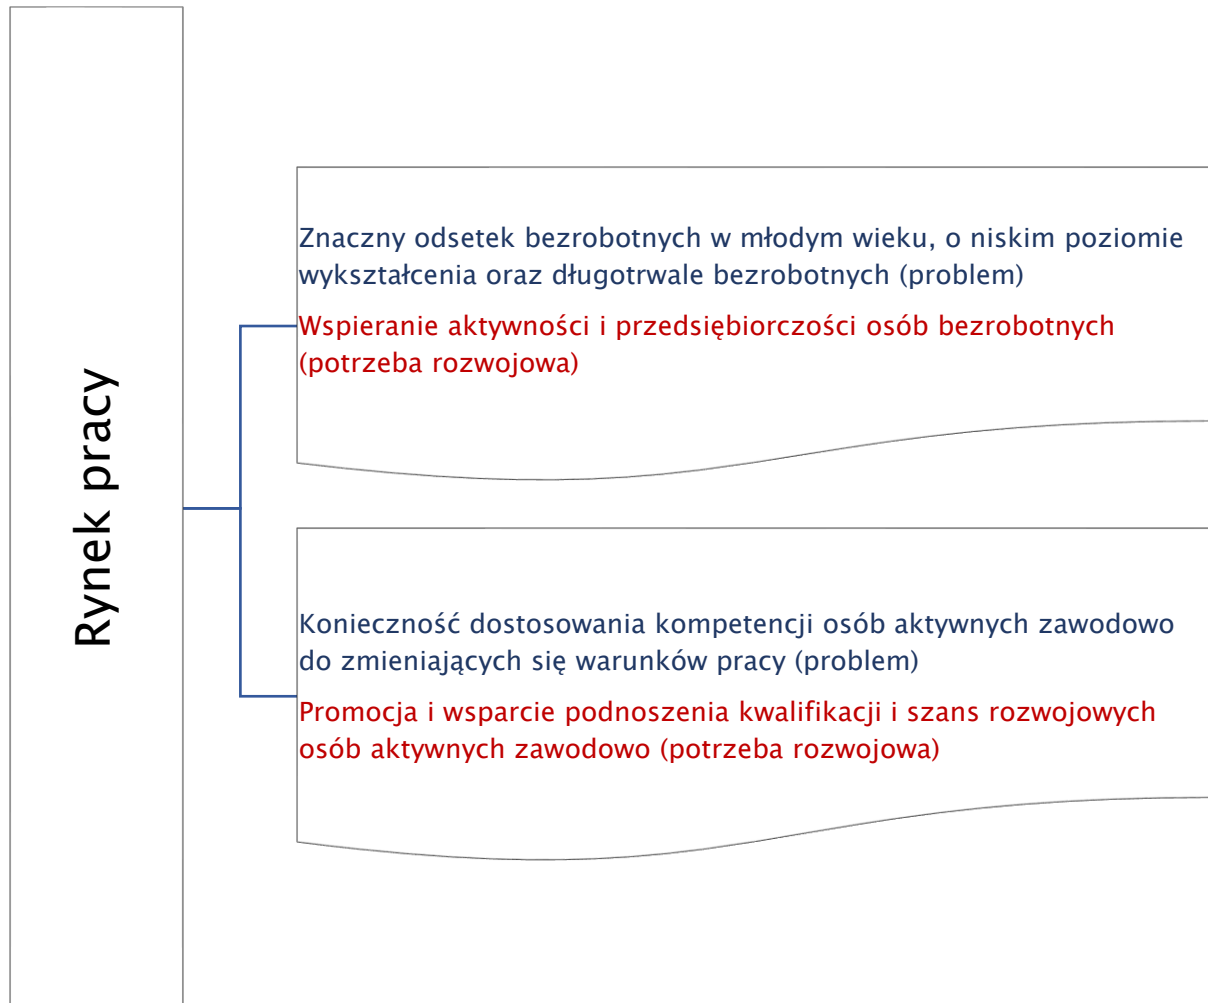 Rynek pracy
Znaczny odsetek bezrobotnych w młodym wieku, o niskim poziomie
wykształcenia oraz długotrwale bezrobotnych (problem)
Wspieranie aktywności i przedsiębiorczości osób bezrobotnych
(potrzeba rozwojowa)
Konieczność dostosowania kompetencji osób aktywnych zawodowo
do zmieniających się warunków pracy (problem)
Promocja i wsparcie podnoszenia kwalifikacji i szans rozwojowych
osób aktywnych zawodowo (potrzeba rozwojowa)